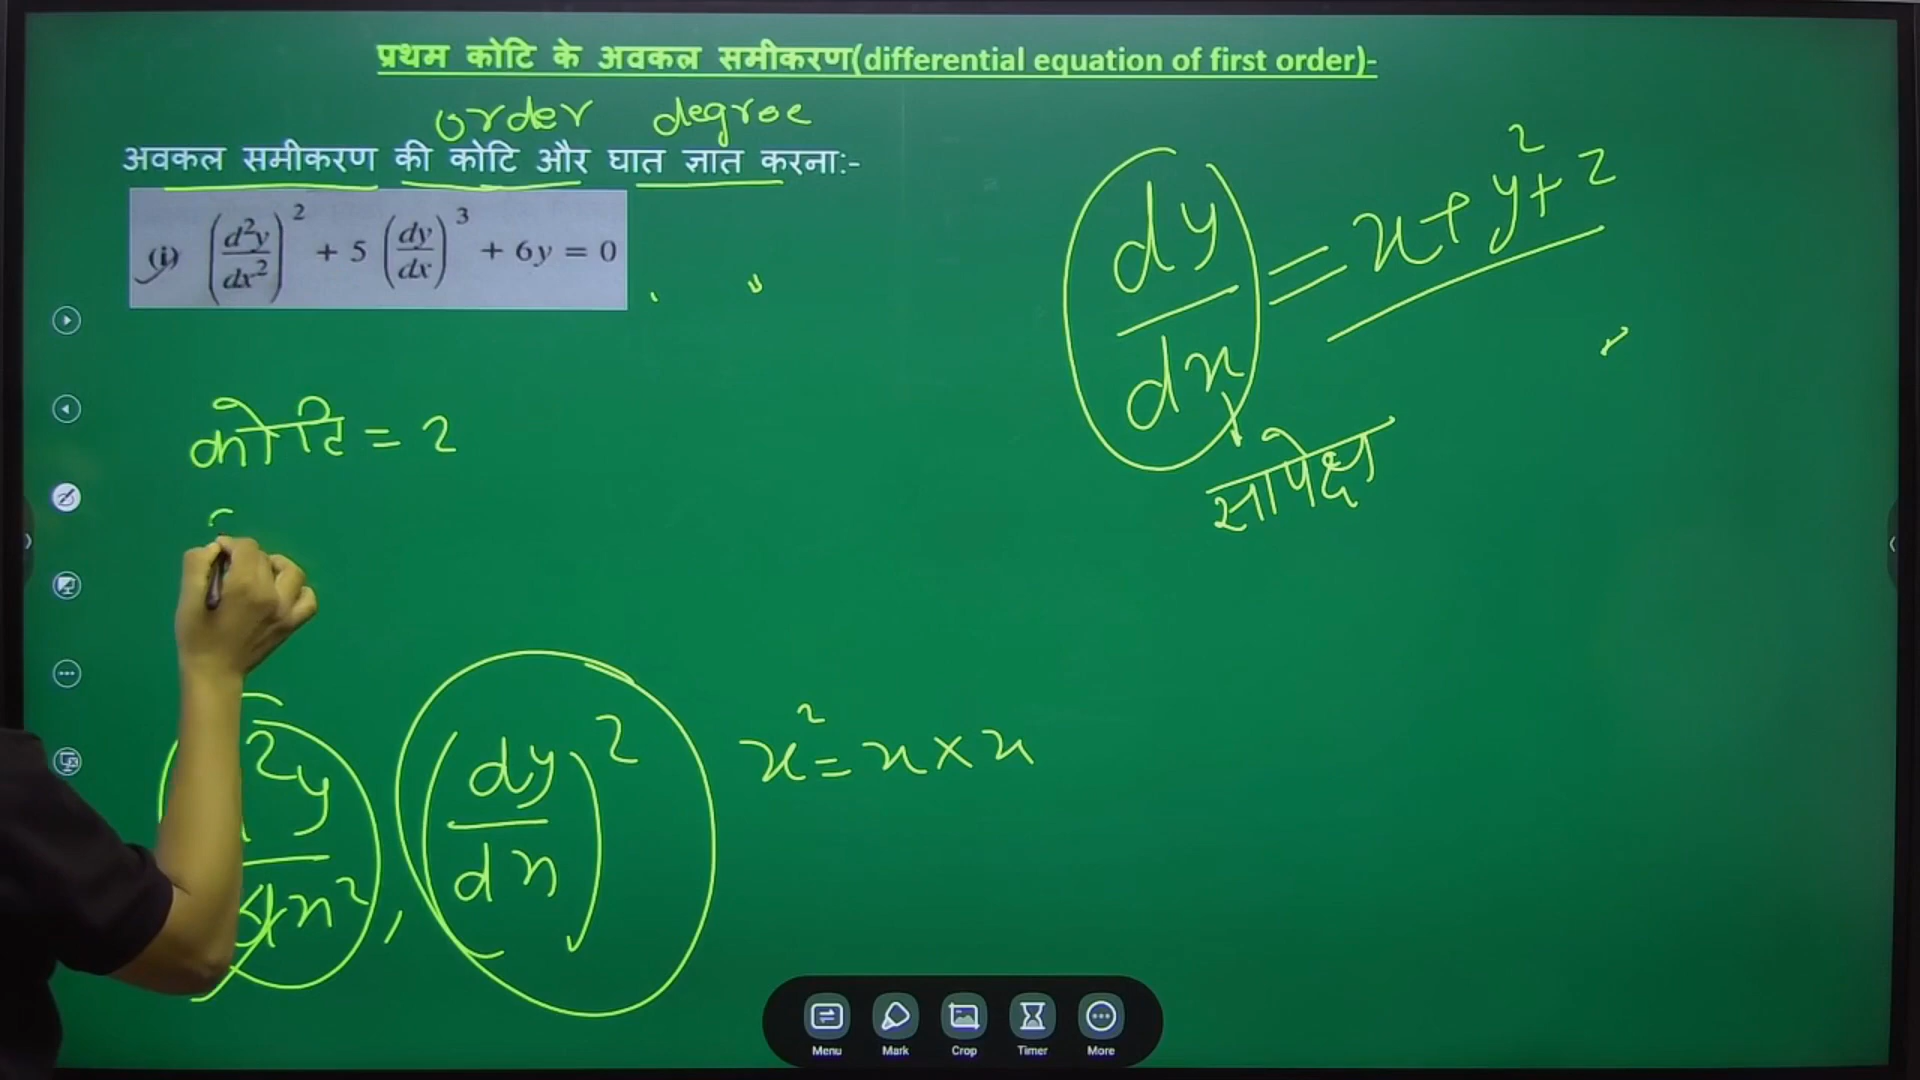 प्रथम कोटि के अवकल समीकरण(differential equation of first order)-
order degree
अवकल समीकरण की कोटि और घात ज्ञात करना:-
(i) (d²y/dx²)² + 5 (dy/dx)³ + 6y = 0
dy/dx = x + y² + 2
सापेक्ष
कोटि = 2
²y/dx² , (dy/dx)² x² = x × x
Menu Mark Crop Timer More